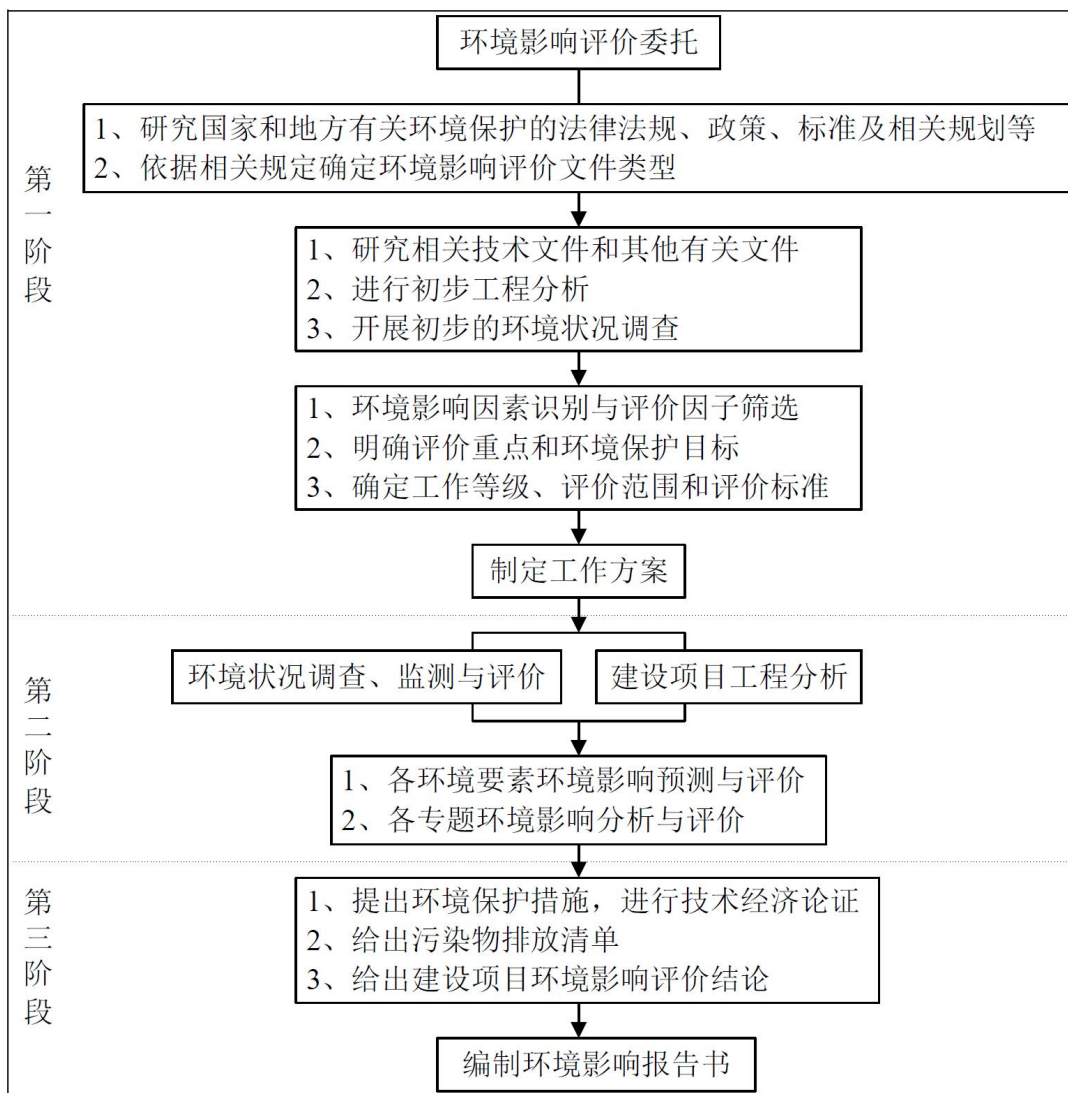 环境影响评价委托
1、研究国家和地方有关环境保护的法律法规、政策、标准及相关规划等
2、依据相关规定确定环境影响评价文件类型
第一阶段
1、研究相关技术文件和其他有关文件
2、进行初步工程分析
3、开展初步的环境状况调查
1、环境影响因素识别与评价因子筛选
2、明确评价重点和环境保护目标
3、确定工作等级、评价范围和评价标准
制定工作方案
第二阶段
环境状况调查、监测与评价
建设项目工程分析
1、各环境要素环境影响预测与评价
2、各专题环境影响分析与评价
第三阶段
1、提出环境保护措施，进行技术经济论证
2、给出污染物排放清单
3、给出建设项目环境影响评价结论
编制环境影响报告书